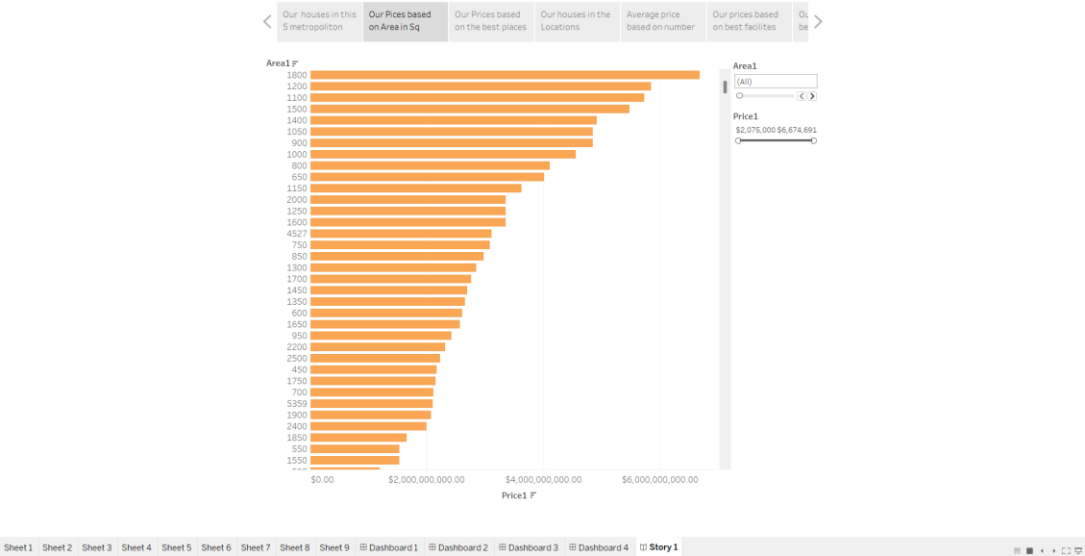 Our houses in this
5 metropoliton
Our Pices based
on Area in Sq
Our Prices based
on the best places
Our houses in the
Locations
Average price
based on number
Our prices based
on best facilites
Ou
be
Area1
1800
1200
1100
1500
1400
1050
900
1000
800
650
1150
2000
1250
1600
4527
750
850
1300
1700
1450
1350
600
1650
950
2200
2500
450
1750
700
5359
1900
2400
1850
550
1550
$0.00 $2,000,000,000.00 $4,000,000,000.00 $6,000,000,000.00
Price1
Area1
(All)
Price1
$2,075,000 $6,674,691
Sheet 1 Sheet 2 Sheet 3 Sheet 4 Sheet 5 Sheet 6 Sheet 7 Sheet 8 Sheet 9 Dashboard 1 Dashboard 2 Dashboard 3 Dashboard 4 Story 1